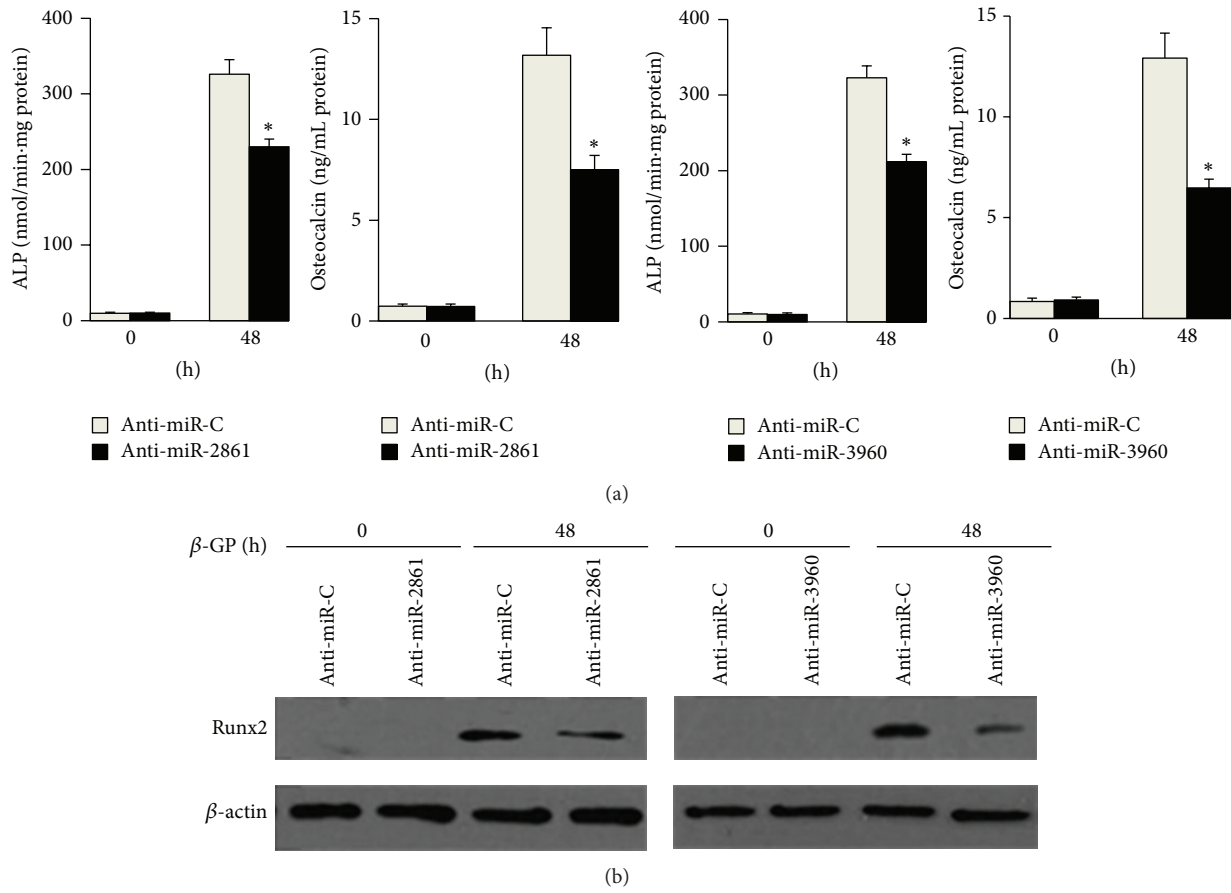 ALP (nmol/min·mg protein)
400
300
200
100
0
*
0
48
(h)
Anti-miR-C
Anti-miR-2861
Osteocalcin (ng/mL protein)
15
10
5
0
*
0
48
(h)
Anti-miR-C
Anti-miR-2861
ALP (nmol/min·mg protein)
400
300
200
100
0
*
0
48
(h)
Anti-miR-C
Anti-miR-3960
Osteocalcin (ng/mL protein)
15
10
5
0
*
0
48
(h)
Anti-miR-C
Anti-miR-3960
(a)
β-GP (h)
0
48
0
48
Anti-miR-C
Anti-miR-2861
Anti-miR-C
Anti-miR-2861
Anti-miR-C
Anti-miR-3960
Anti-miR-C
Anti-miR-3960
Runx2
β-actin
(b)